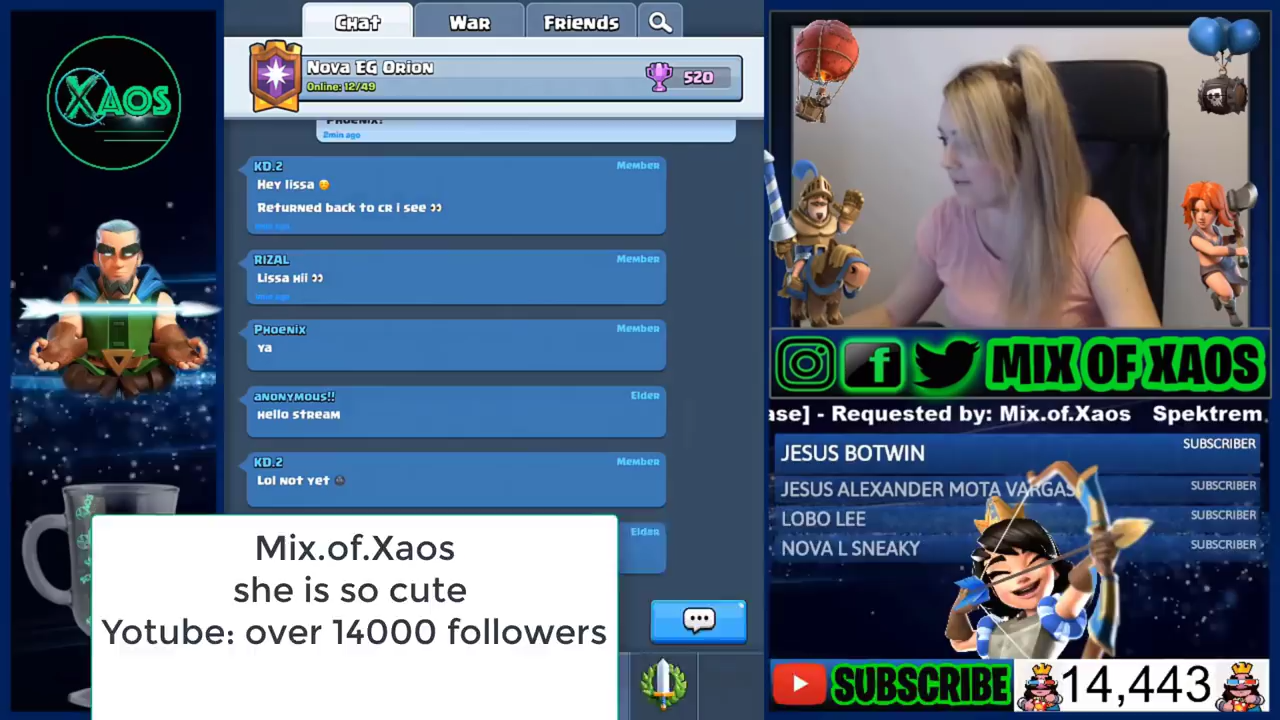 XAOS
Chat
War
Friends
Nova EG Orion
Online: 12/49
520
PHOENIX!
2min ago
KD.2
Member
Hey lissa
Returned back to CR i see
RIZAL
Member
Lissa Hii
Phoenix
Member
Ya
ANONYMOUS!!
Elder
Hello stream
KD.2
Member
Lol not yet
Elder
Mix.of.Xaos
she is so cute
Yotube: over 14000 followers
MIX OF XAOS
ase] - Requested by: Mix.of.Xaos Spektrem
JESUS BOTWIN
SUBSCRIBER
JESUS ALEXANDER MOTA VARGAS
SUBSCRIBER
LOBO LEE
SUBSCRIBER
NOVA L SNEAKY
SUBSCRIBER
SUBSCRIBE
14,443